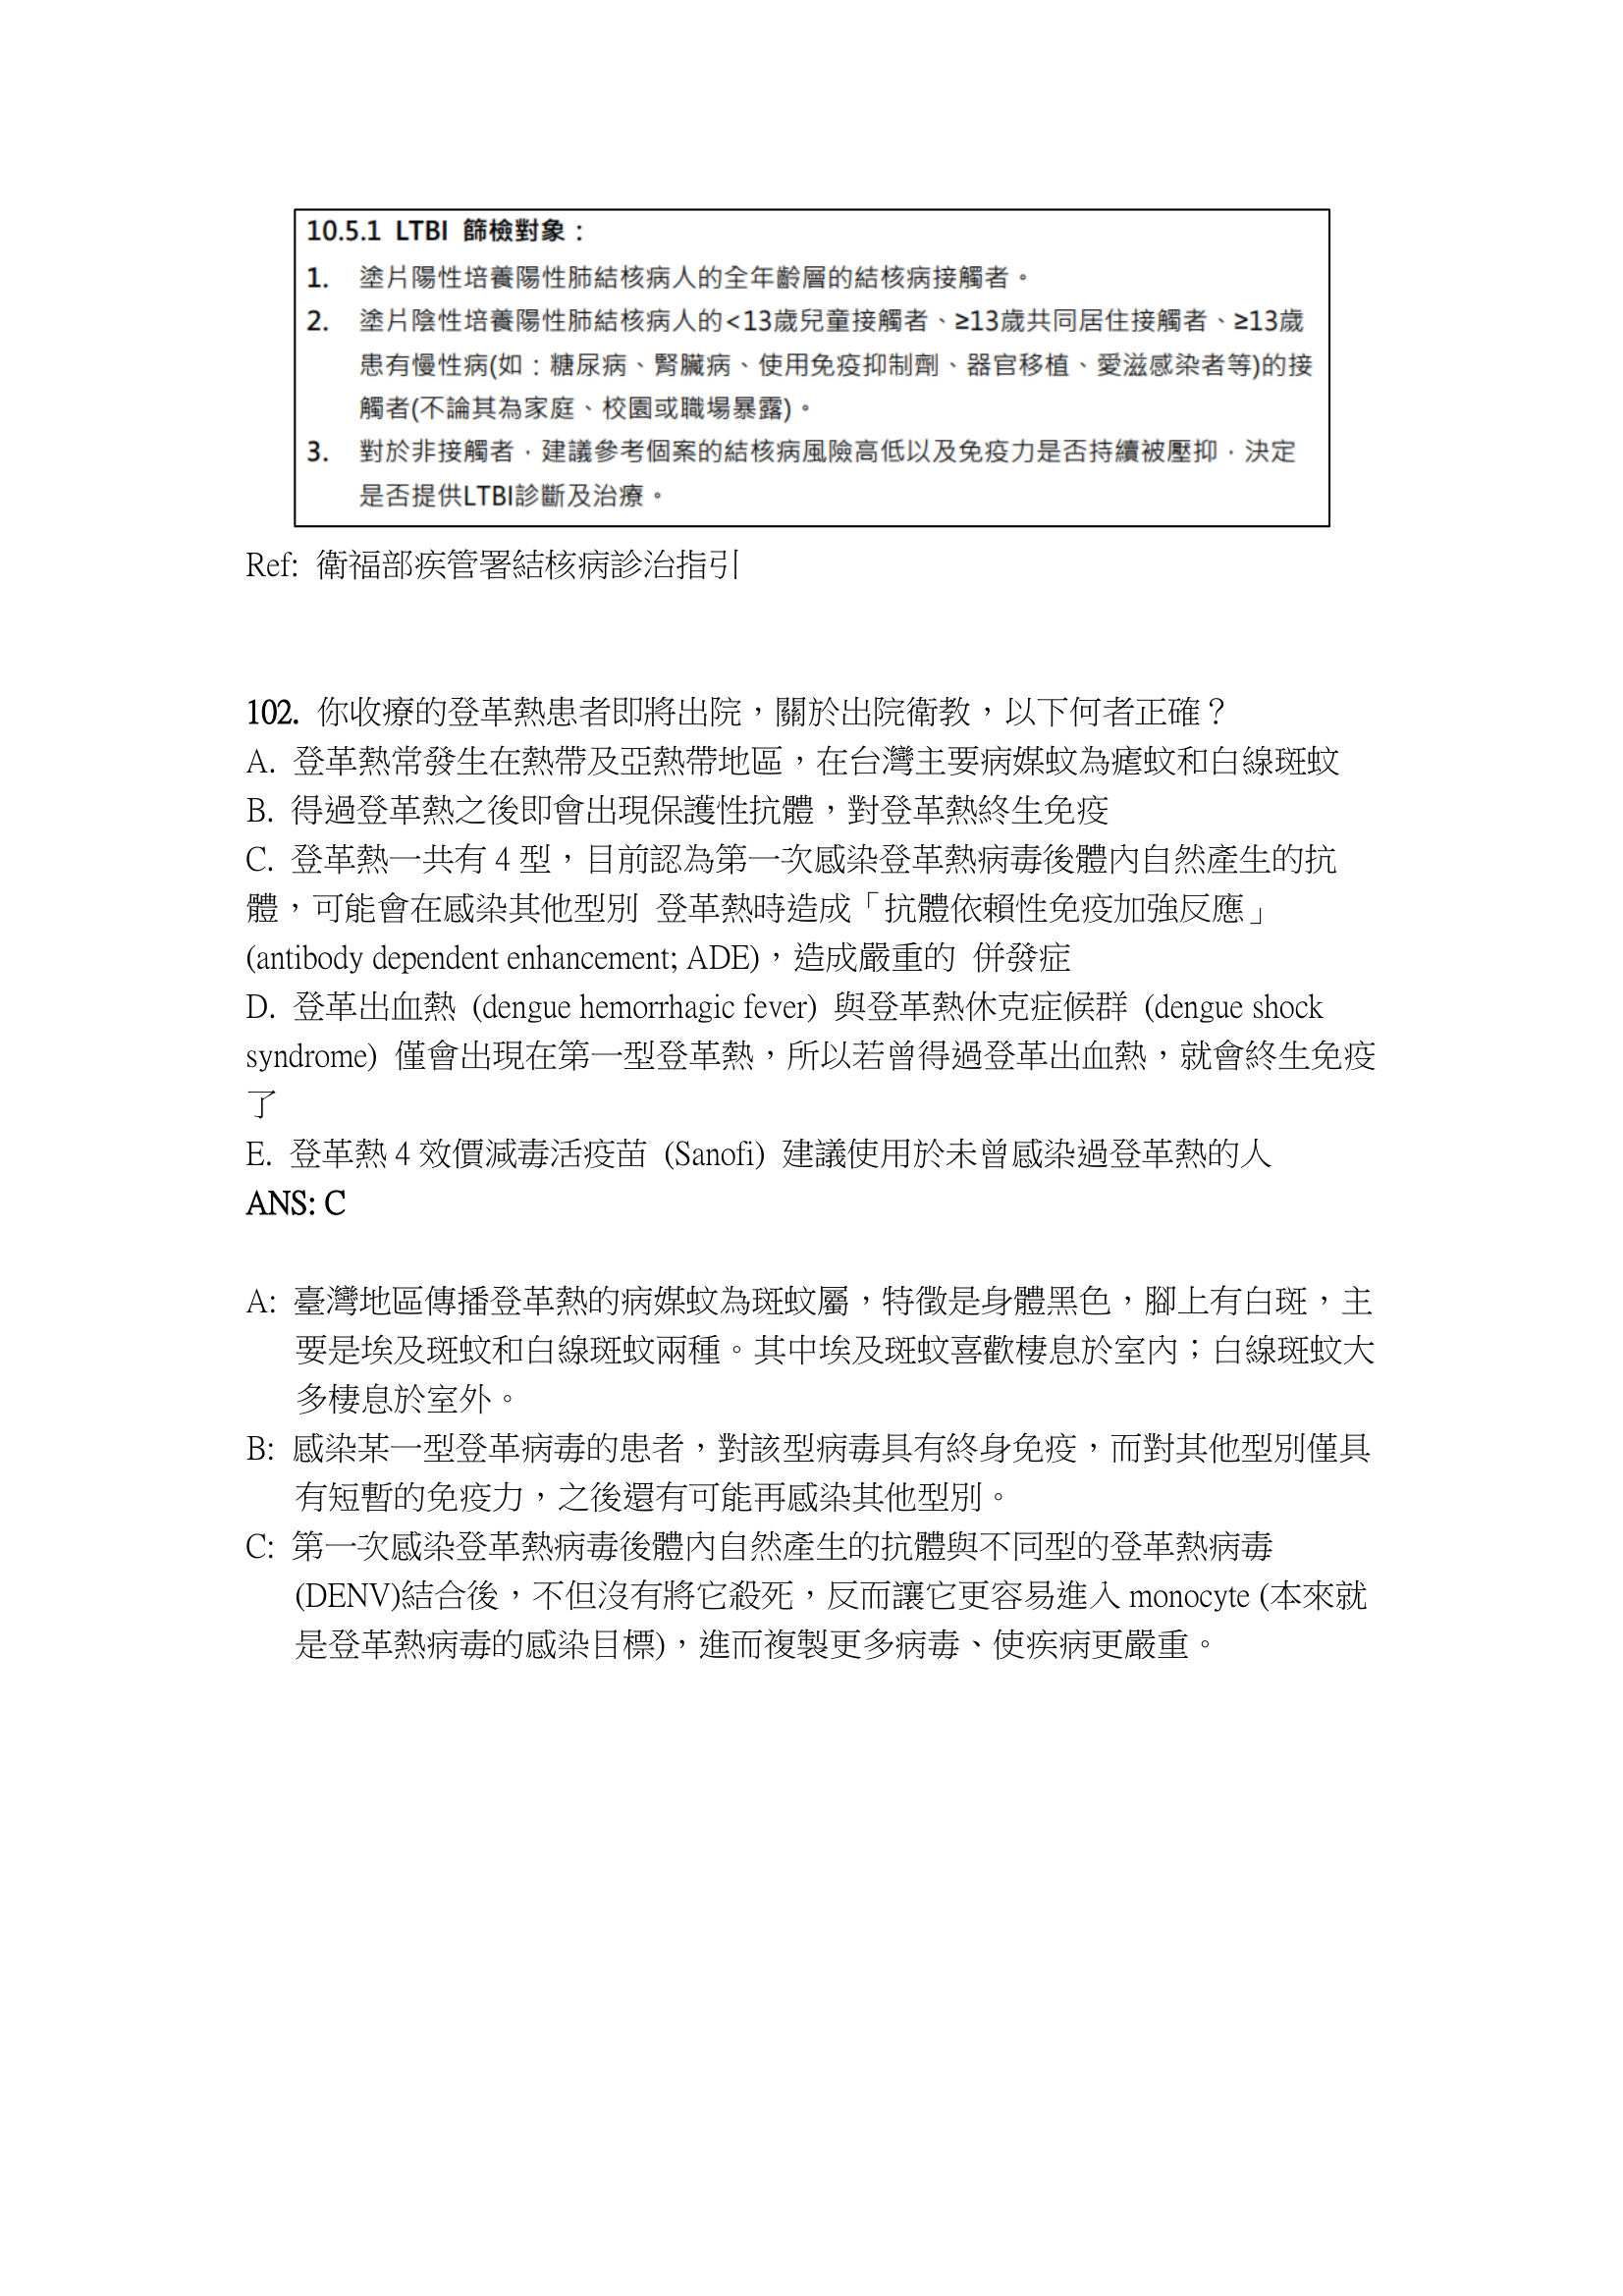 10.5.1 LTBI 篩檢對象：
1. 塗片陽性培養陽性肺結核病人的全年齡層的結核病接觸者。
2. 塗片陰性培養陽性肺結核病人的<13歲兒童接觸者、≥13歲共同居住接觸者、≥13歲
患有慢性病(如：糖尿病、腎臟病、使用免疫抑制劑、器官移植、愛滋感染者等)的接
觸者(不論其為家庭、校園或職場暴露)。
3. 對於非接觸者，建議參考個案的結核病風險高低以及免疫力是否持續被壓抑，決定
是否提供LTBI診斷及治療。
Ref: 衛福部疾管署結核病診治指引
102. 你收療的登革熱患者即將出院，關於出院衛教，以下何者正確？
A. 登革熱常發生在熱帶及亞熱帶地區，在台灣主要病媒蚊為瘧蚊和白線斑蚊
B. 得過登革熱之後即會出現保護性抗體，對登革熱終生免疫
C. 登革熱一共有 4 型，目前認為第一次感染登革熱病毒後體內自然產生的抗
體，可能會在感染其他型別 登革熱時造成「抗體依賴性免疫加強反應」
(antibody dependent enhancement; ADE)，造成嚴重的 併發症
D. 登革出血熱 (dengue hemorrhagic fever) 與登革熱休克症候群 (dengue shock
syndrome) 僅會出現在第一型登革熱，所以若曾得過登革出血熱，就會終生免疫
了
E. 登革熱 4 效價減毒活疫苗 (Sanofi) 建議使用於未曾感染過登革熱的人
ANS: C
A: 臺灣地區傳播登革熱的病媒蚊為斑蚊屬，特徵是身體黑色，腳上有白斑，主
要是埃及斑蚊和白線斑蚊兩種。其中埃及斑蚊喜歡棲息於室內；白線斑蚊大
多棲息於室外。
B: 感染某一型登革病毒的患者，對該型病毒具有終身免疫，而對其他型別僅具
有短暫的免疫力，之後還有可能再感染其他型別。
C: 第一次感染登革熱病毒後體內自然產生的抗體與不同型的登革熱病毒
(DENV)結合後，不但沒有將它殺死，反而讓它更容易進入 monocyte (本來就
是登革熱病毒的感染目標)，進而複製更多病毒、使疾病更嚴重。